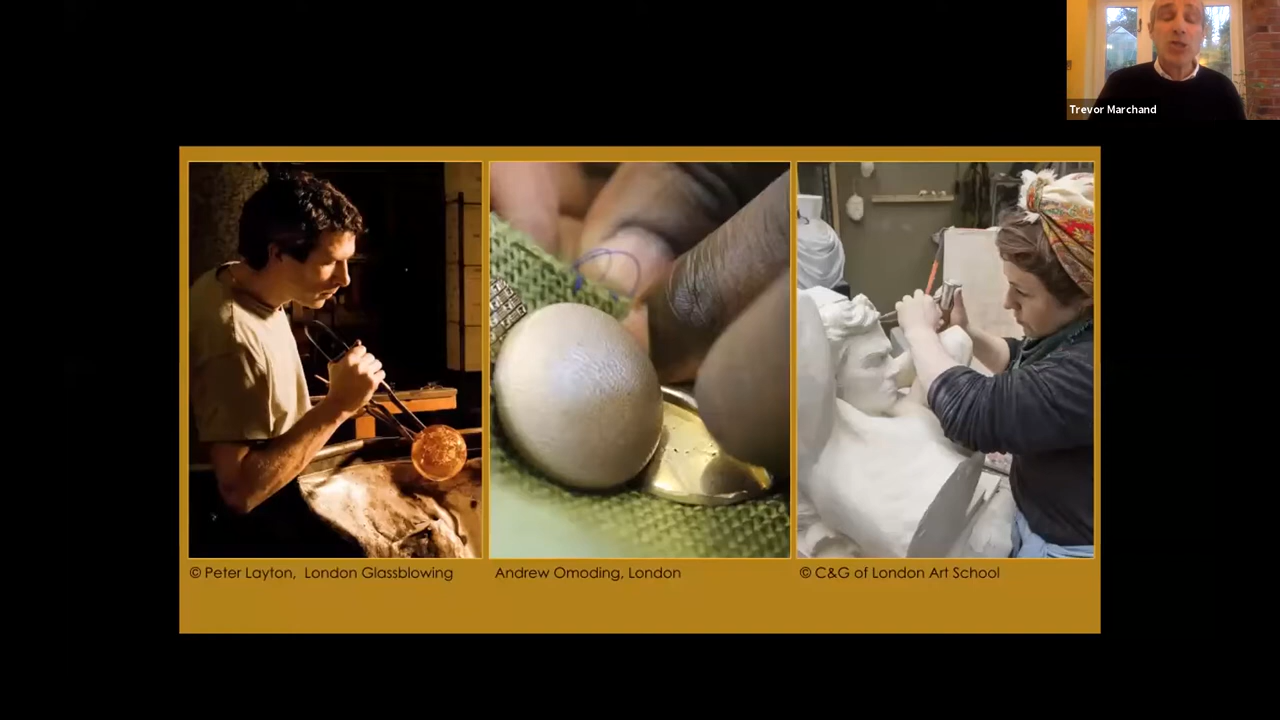 Trevor Marchand
© Peter Layton, London Glassblowing
Andrew Omoding, London
© C&G of London Art School